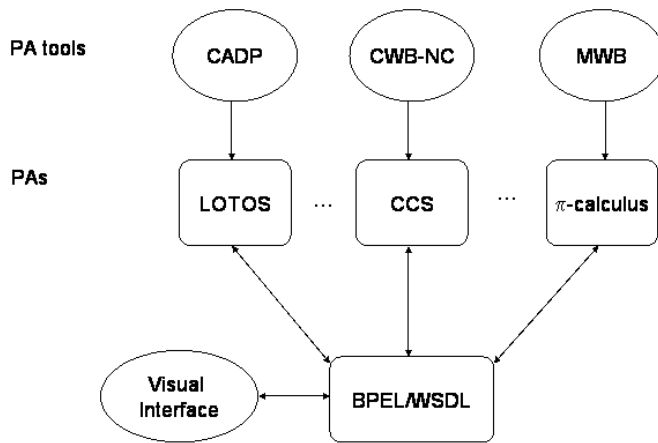 PA tools
CADP
CWB-NC
MWB
PAs
LOTOS
...
CCS
...
π-calculus
Visual
Interface
BPEL/WSDL